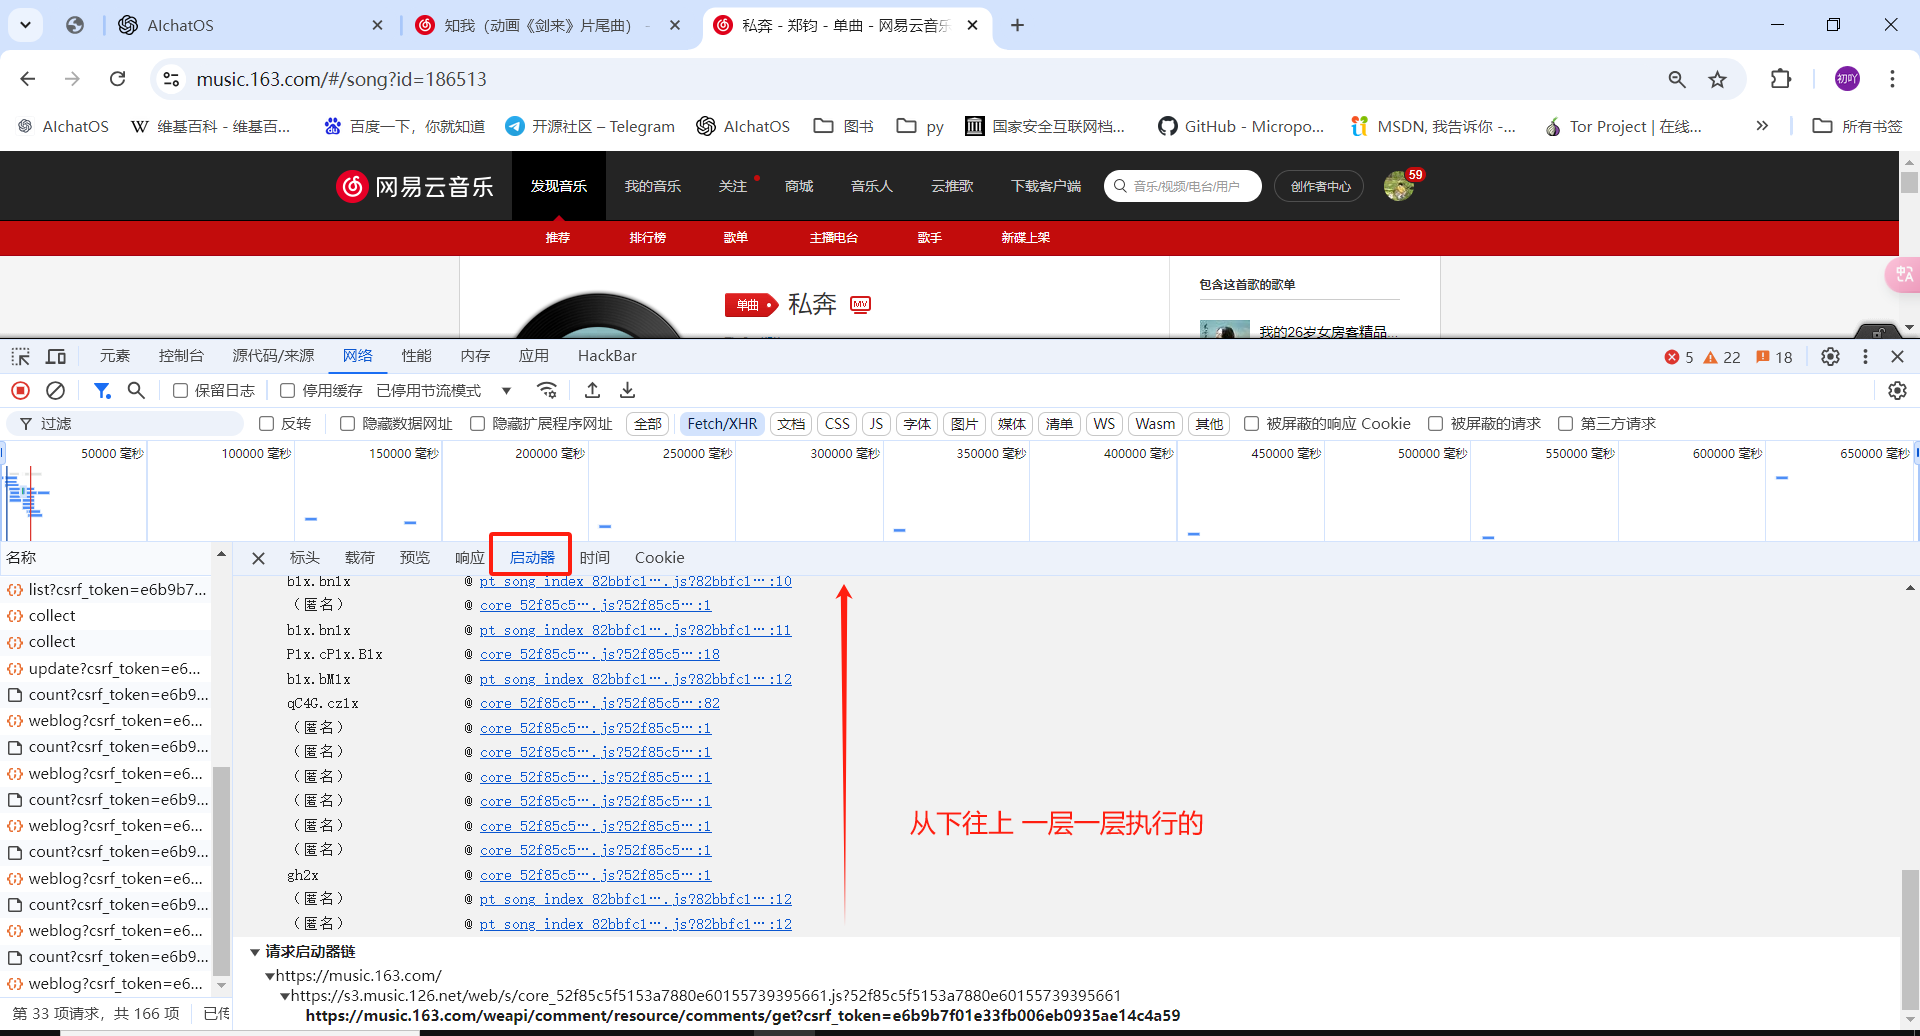 AIchatOS
知我（动画《剑来》片尾曲） -
私奔 - 郑钧 - 单曲 - 网易云音乐
music.163.com/#/song?id=186513
初吖
AIchatOS
维基百科 - 维基百...
百度一下，你就知道
开源社区 – Telegram
AIchatOS
图书
py
国家安全互联网档...
GitHub - Micropo...
MSDN, 我告诉你 -...
Tor Project | 在线...
所有书签
网易云音乐
发现音乐
我的音乐
关注
商城
音乐人
云推歌
下载客户端
音乐/视频/电台/用户
创作者中心
59
推荐
排行榜
歌单
主播电台
歌手
新碟上架
单曲
私奔
MV
包含这首歌的歌单
我的26岁女房客精品...
元素
控制台
源代码/来源
网络
性能
内存
应用
HackBar
5
22
18
保留日志
停用缓存
已停用节流模式
过滤
反转
隐藏数据网址
隐藏扩展程序网址
全部
Fetch/XHR
文档
CSS
JS
字体
图片
媒体
清单
WS
Wasm
其他
被屏蔽的响应 Cookie
被屏蔽的请求
第三方请求
50000 毫秒
100000 毫秒
150000 毫秒
200000 毫秒
250000 毫秒
300000 毫秒
350000 毫秒
400000 毫秒
450000 毫秒
500000 毫秒
550000 毫秒
600000 毫秒
650000 毫秒
名称
标头
载荷
预览
响应
启动器
时间
Cookie
list?csrf_token=e6b9b7...
collect
collect
update?csrf_token=e6...
count?csrf_token=e6b9...
weblog?csrf_token=e6...
count?csrf_token=e6b9...
weblog?csrf_token=e6...
count?csrf_token=e6b9...
weblog?csrf_token=e6...
count?csrf_token=e6b9...
weblog?csrf_token=e6...
count?csrf_token=e6b9...
weblog?csrf_token=e6...
count?csrf_token=e6b9...
weblog?csrf_token=e6...
第 33 项请求，共 166 项
已传
b1x.bn1x @ pt_song_index_82bbfc1….js?82bbfc1…:10
（匿名） @ core_52f85c5….js?52f85c5…:1
b1x.bn1x @ pt_song_index_82bbfc1….js?82bbfc1…:11
P1x.cP1x.B1x @ core_52f85c5….js?52f85c5…:18
b1x.bM1x @ pt_song_index_82bbfc1….js?82bbfc1…:12
qC4G.cz1x @ core_52f85c5….js?52f85c5…:82
（匿名） @ core_52f85c5….js?52f85c5…:1
（匿名） @ core_52f85c5….js?52f85c5…:1
（匿名） @ core_52f85c5….js?52f85c5…:1
（匿名） @ core_52f85c5….js?52f85c5…:1
（匿名） @ core_52f85c5….js?52f85c5…:1
（匿名） @ core_52f85c5….js?52f85c5…:1
gh2x @ core_52f85c5….js?52f85c5…:1
（匿名） @ pt_song_index_82bbfc1….js?82bbfc1…:12
（匿名） @ pt_song_index_82bbfc1….js?82bbfc1…:12
从下往上 一层一层执行的
请求启动器链
https://music.163.com/
https://s3.music.126.net/web/s/core_52f85c5f5153a7880e60155739395661.js?52f85c5f5153a7880e60155739395661
https://music.163.com/weapi/comment/resource/comments/get?csrf_token=e6b9b7f01e33fb006eb0935ae14c4a59